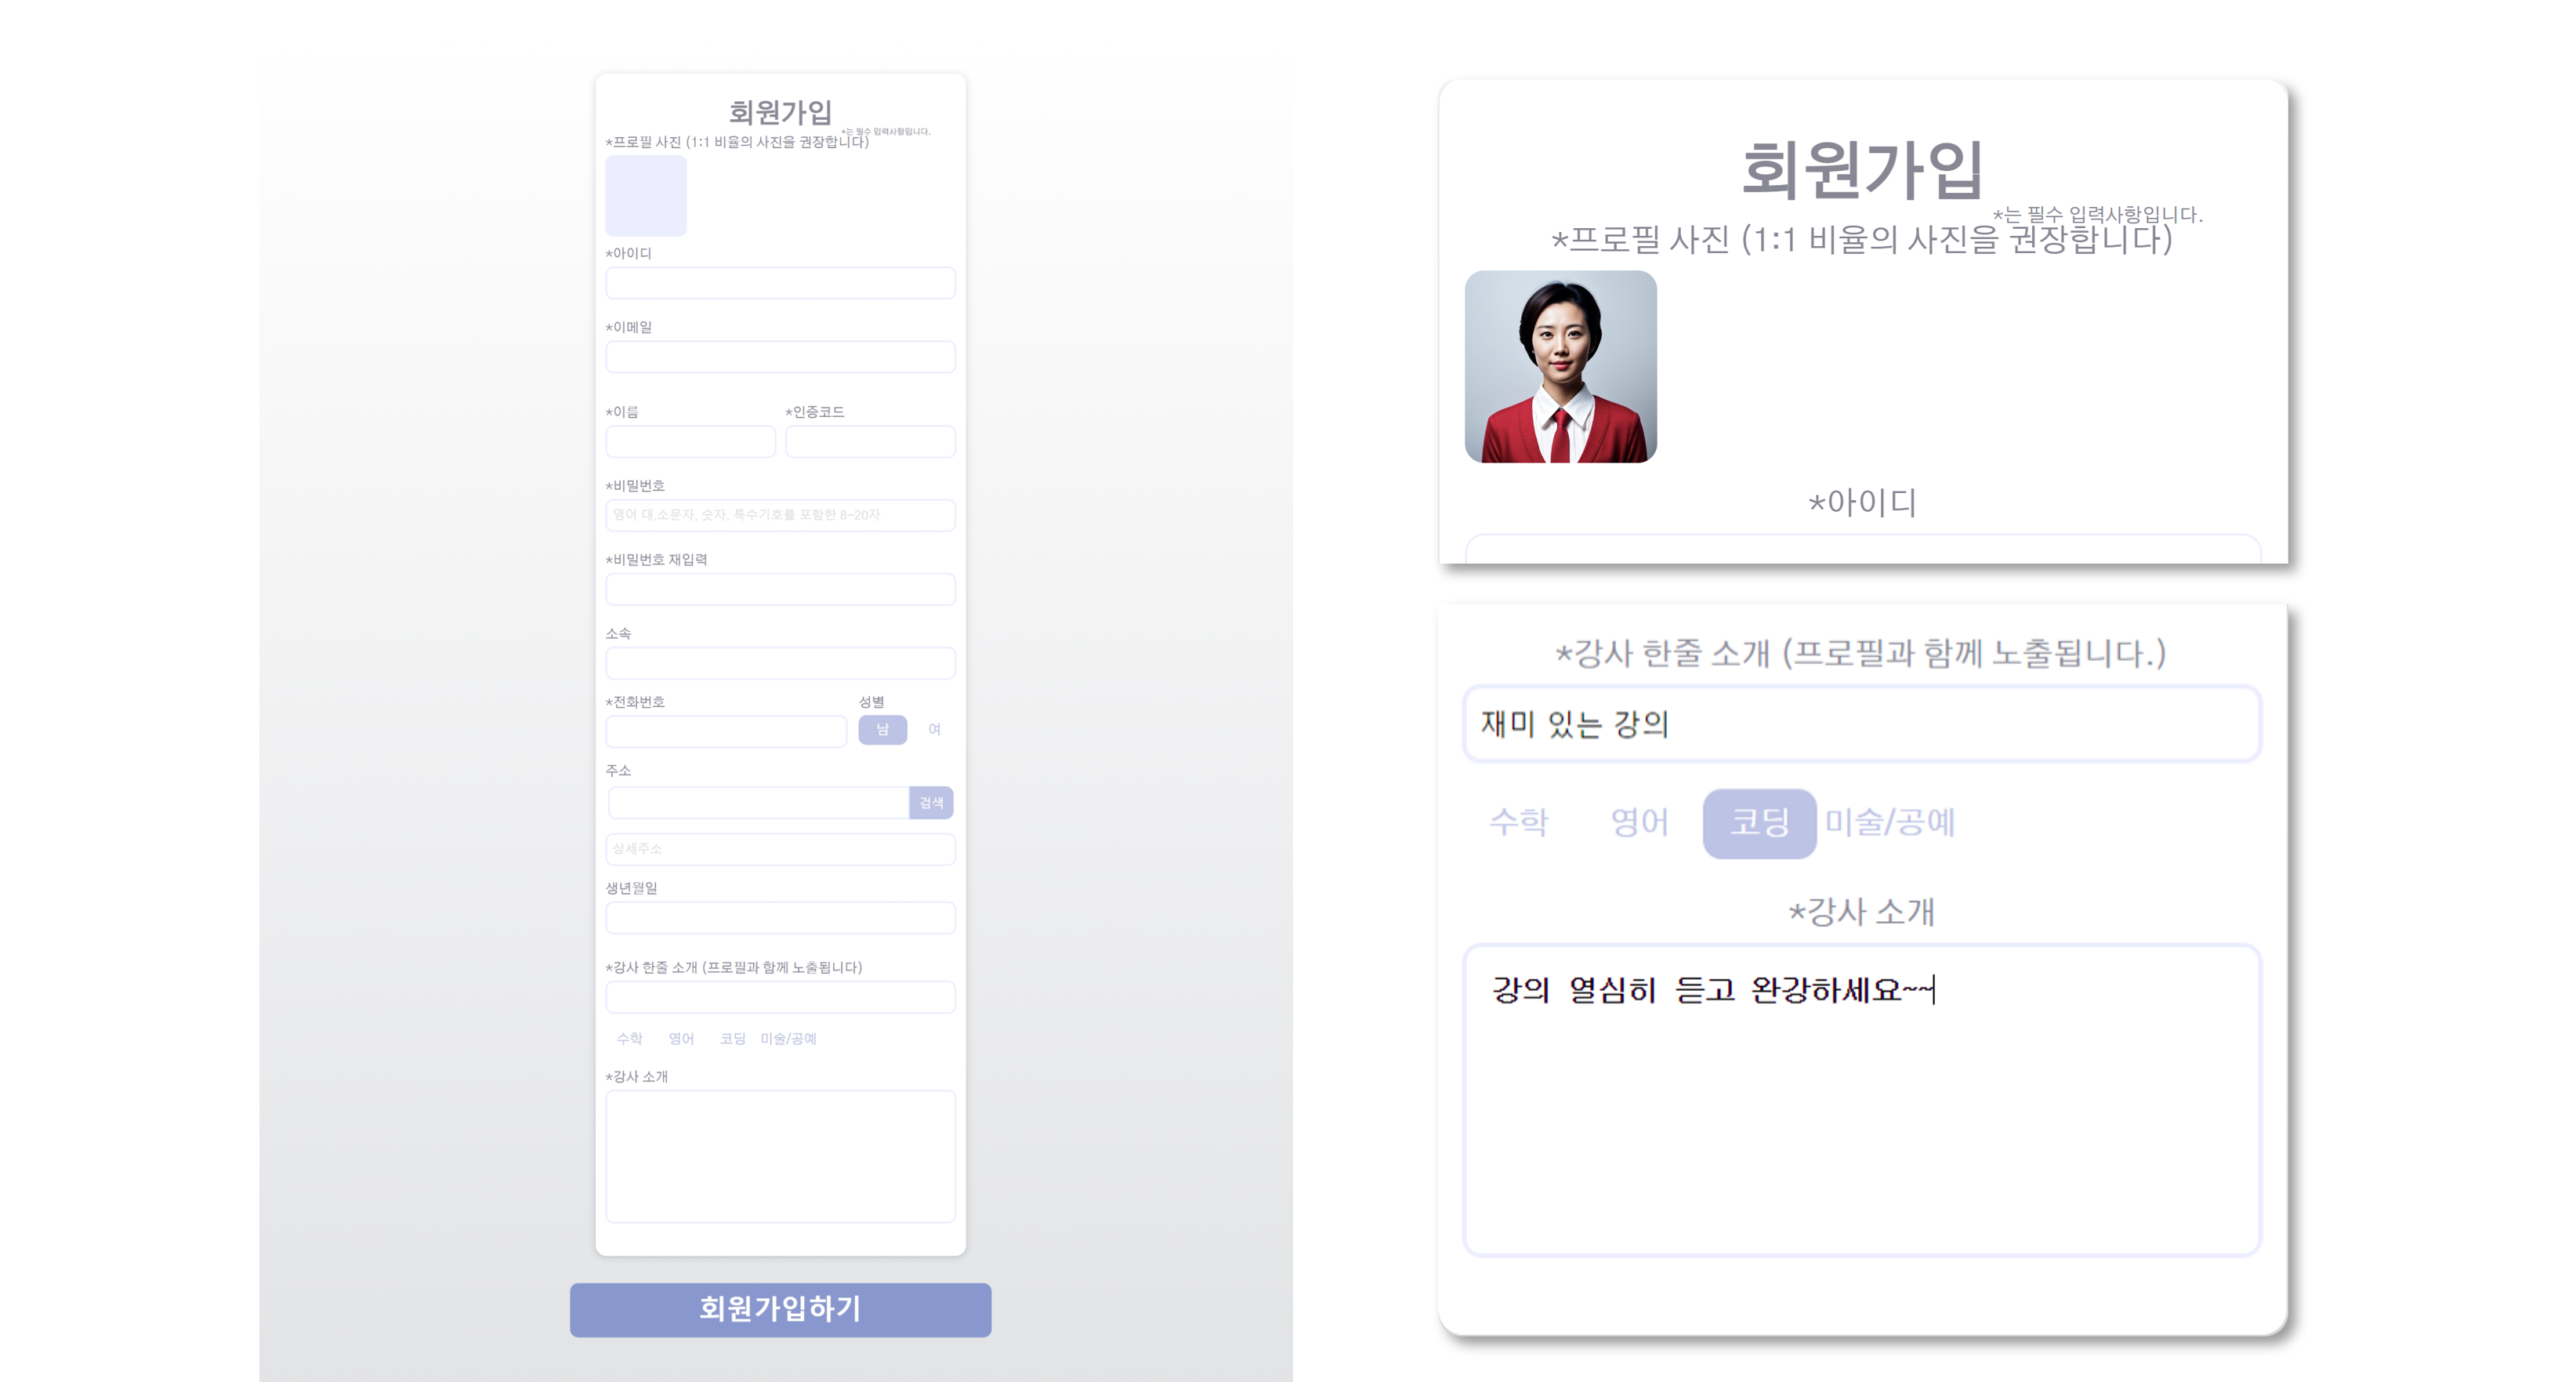 회원가입
*는 필수 입력사항입니다.
*프로필 사진 (1:1 비율의 사진을 권장합니다)
*아이디
*이메일
*이름 *인증코드
*비밀번호
영어 대,소문자, 숫자, 특수기호를 포함한 8~20자
*비밀번호 재입력
소속
*전화번호 성별
남 여
주소
검색
상세주소
생년월일
*강사 한줄 소개 (프로필과 함께 노출됩니다)
수학 영어 코딩 미술/공예
*강사 소개
회원가입하기
회원가입
*는 필수 입력사항입니다.
*프로필 사진 (1:1 비율의 사진을 권장합니다)
*아이디
*강사 한줄 소개 (프로필과 함께 노출됩니다.)
재미 있는 강의
수학 영어 코딩 미술/공예
*강사 소개
강의 열심히 듣고 완강하세요~~